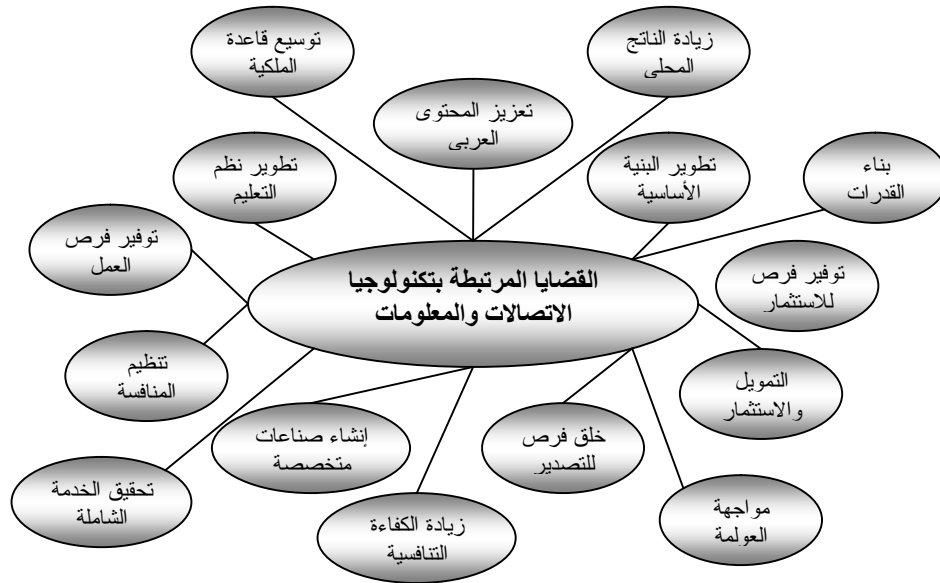 زيادة الناتج
المحلى
توسيع قاعدة
الملكية
تعزيز المحتوى
العربى
بناء
القدرات
تطوير البنية
الأساسية
تطوير نظم
التعليم
توفير فرص
العمل
توفير فرص
للاستثمار
القضايا المرتبطة بتكنولوجيا
الاتصالات والمعلومات
تنظيم
المنافسة
التمويل
والاستثمار
خلق فرص
للتصدير
إنشاء صناعات
متخصصة
تحقيق الخدمة
الشاملة
مواجهة
العولمة
زيادة الكفاءة
التنافسية